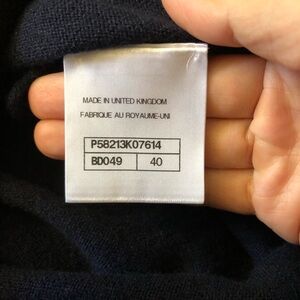 MADE IN UNITED KINGDOM
FABRIQUE AU ROYAUME-UNI
P58213K07614
BD049 40